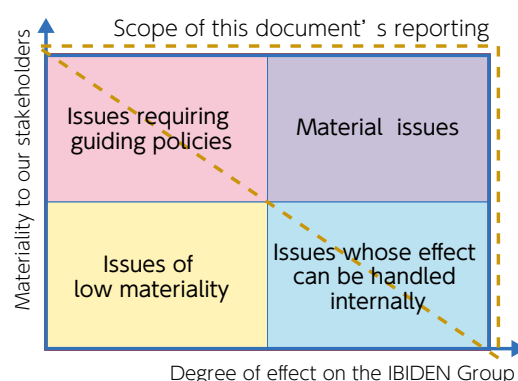 Scope of this document’ s reporting
Materiality to our stakeholders
Issues requiring
guiding policies
Material issues
Issues of
low materiality
Issues whose effect
can be handled
internally
Degree of effect on the IBIDEN Group